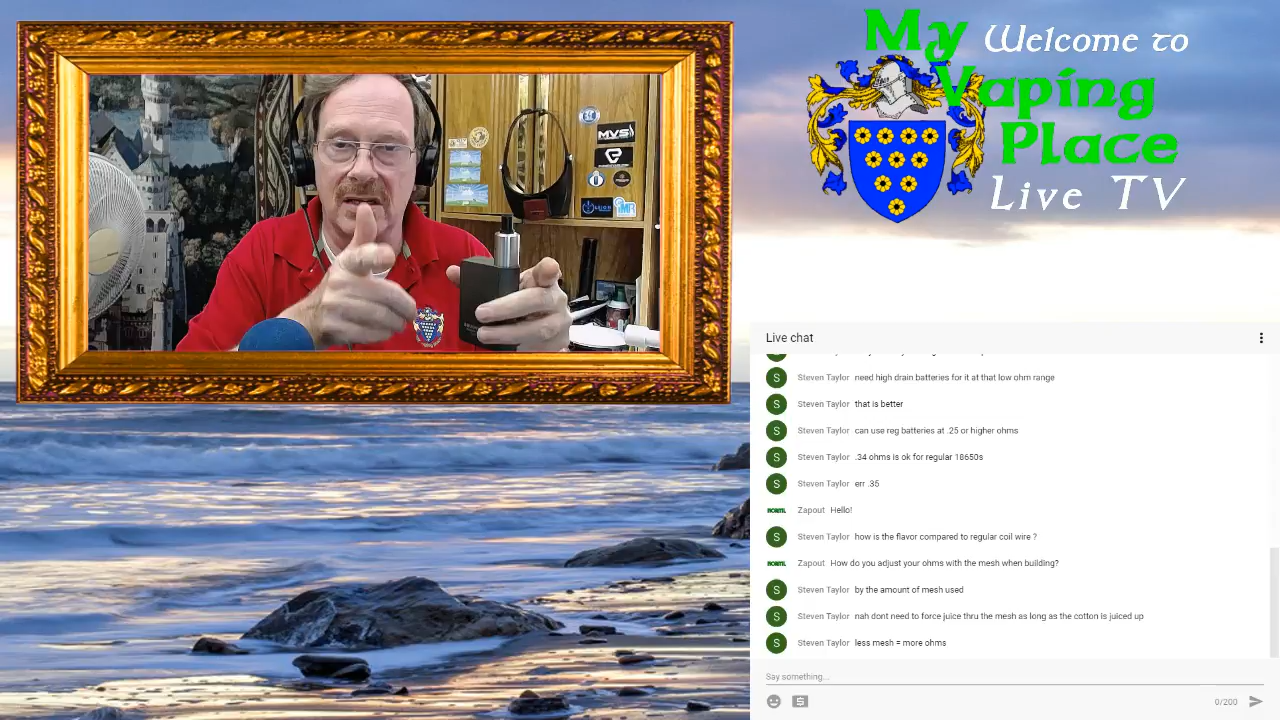 My Welcome to
Vaping
Place
Live TV
MVS
Live chat
Steven Taylor need high drain batteries for it at that low ohm range
Steven Taylor that is better
Steven Taylor can use reg batteries at .25 or higher ohms
Steven Taylor .34 ohms is ok for regular 18650s
Steven Taylor err .35
Zapout Hello!
Steven Taylor how is the flavor compared to regular coil wire ?
Zapout How do you adjust your ohms with the mesh when building?
Steven Taylor by the amount of mesh used
Steven Taylor nah dont need to force juice thru the mesh as long as the cotton is juiced up
Steven Taylor less mesh = more ohms
Say something...
0/200